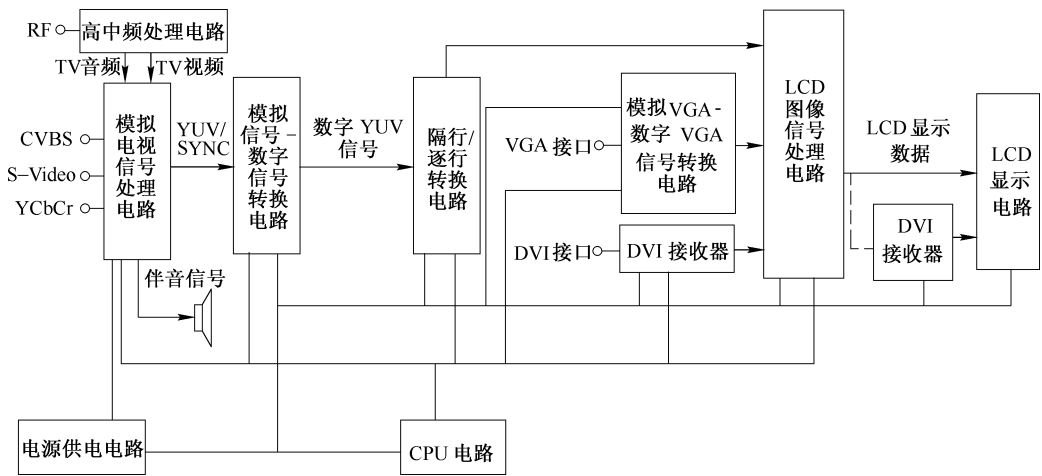 RF
高中频处理电路
TV音频
TV视频
CVBS
S-Video
YCbCr
模拟
电视
信号
处理
电路
YUV/
SYNC
模拟
信号-
数字
信号
转换
电路
数字 YUV
信号
隔行/
逐行
转换
电路
VGA 接口
模拟VGA-
数字 VGA
信号转换
电路
DVI 接口
DVI 接收器
LCD
图像
信号
处理
电路
LCD 显示
数据
DVI
接收器
LCD
显示
电路
伴音信号
电源供电电路
CPU 电路